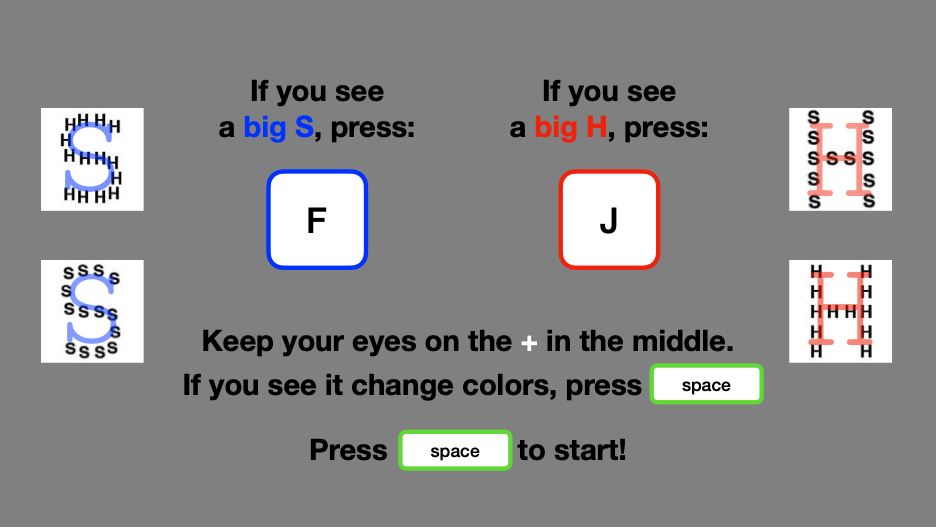 If you see
a big S, press:
F
If you see
a big H, press:
J
H H H H
H
H H H H
H
H H H H
S
S S S S
S
S S S S
S
S S S S
S
S S
S S
S S S S S
S S
S S
H
H H
H H
H H H H
H H
H H
H
Keep your eyes on the + in the middle.
If you see it change colors, press space
Press space to start!